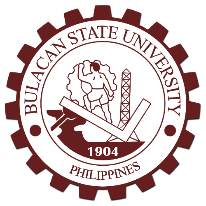 BULACAN STATE UNIVERSITY
1904
PHILIPPINES